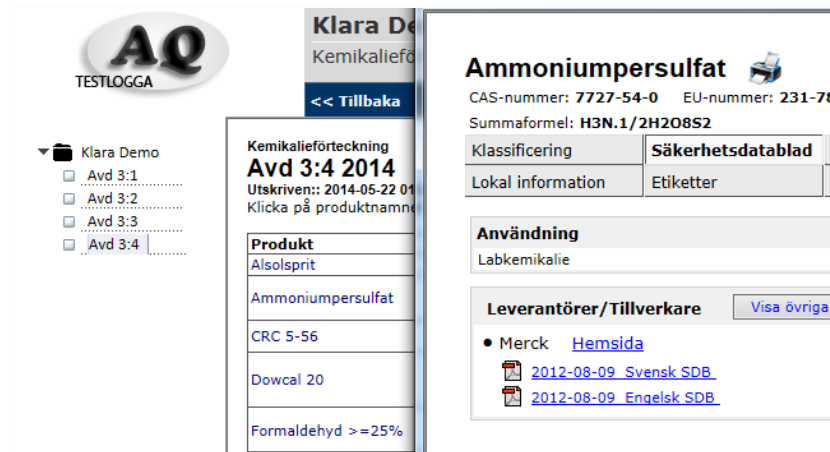 AQ
TESTLOGGA
Klara Demo
Avd 3:1
Avd 3:2
Avd 3:3
Avd 3:4
Klara De
Kemikaliefö
<< Tillbaka
Kemikalieförteckning
Avd 3:4 2014
Utskriven:: 2014-05-22 01
Klicka på produktnamne
Produkt
Alsolsprit
Ammoniumpersulfat
CRC 5-56
Dowcal 20
Formaldehyd >=25%
Ammoniumpersulfat
CAS-nummer: 7727-54-0 EU-nummer: 231-78
Summaformel: H3N.1/2H2O8S2
Klassificering Säkerhetsdatablad
Lokal information Etiketter
Användning
Labkemikalie
Leverantörer/Tillverkare Visa övriga
• Merck Hemsida
2012-08-09 Svensk SDB
2012-08-09 Engelsk SDB